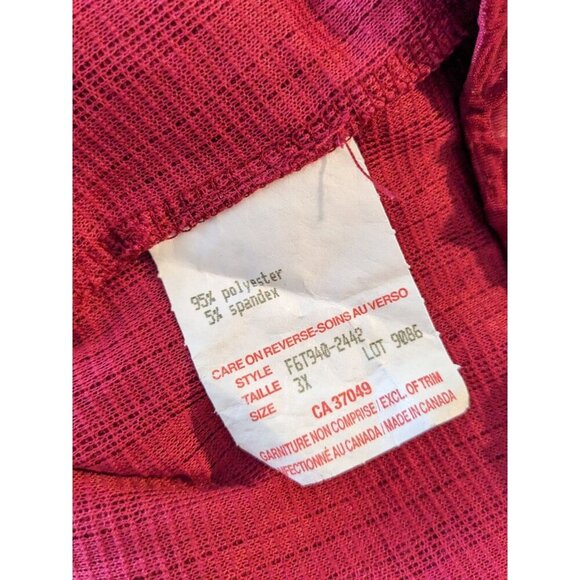 95% polyester
5% spandex
CARE ON REVERSE-SOINS AU VERSO
STYLE F6T940-2442
TAILLE 3X LOT 9086
SIZE
CA 37049
GARNITURE NON COMPRISE/EXCL. OF TRIM
NFECTIONNÉ AU CANADA/MADE IN CANADA